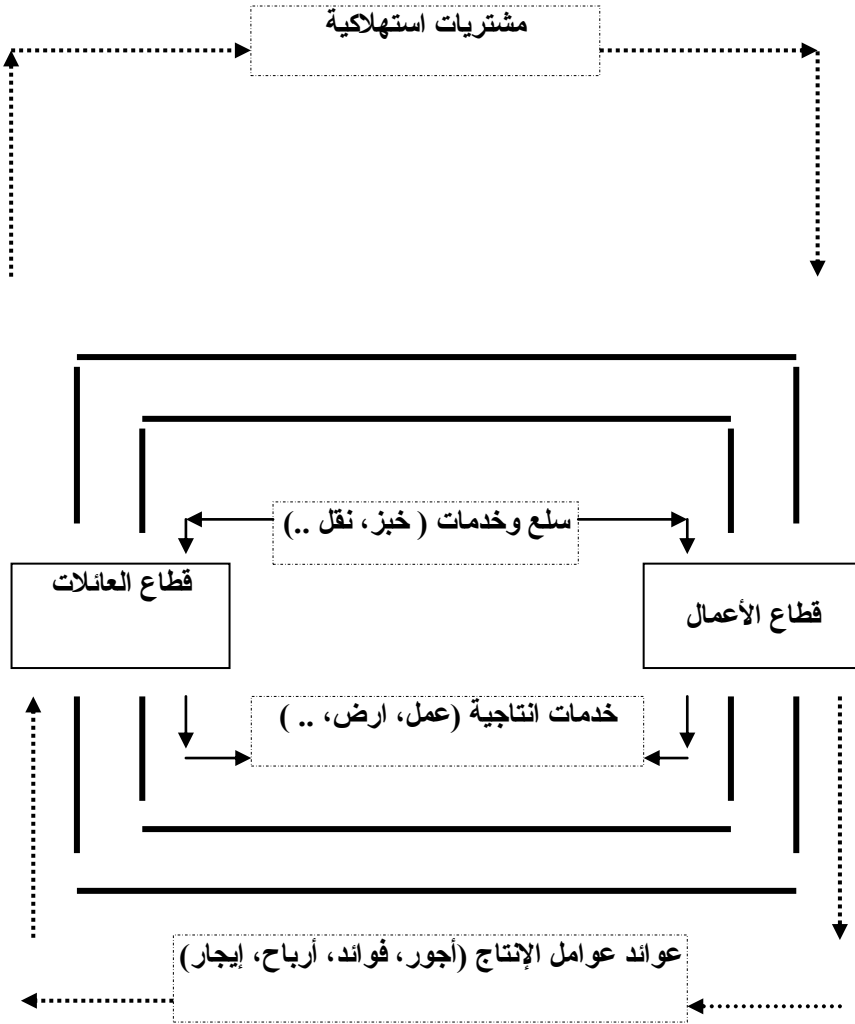 مشتريات استهلاكية
سلع وخدمات ( خبز، نقل ..)
قطاع العائلات
قطاع الأعمال
خدمات انتاجية (عمل، ارض، .. )
عوائد عوامل الإنتاج (أجور، فوائد، أرباح، إيجار)